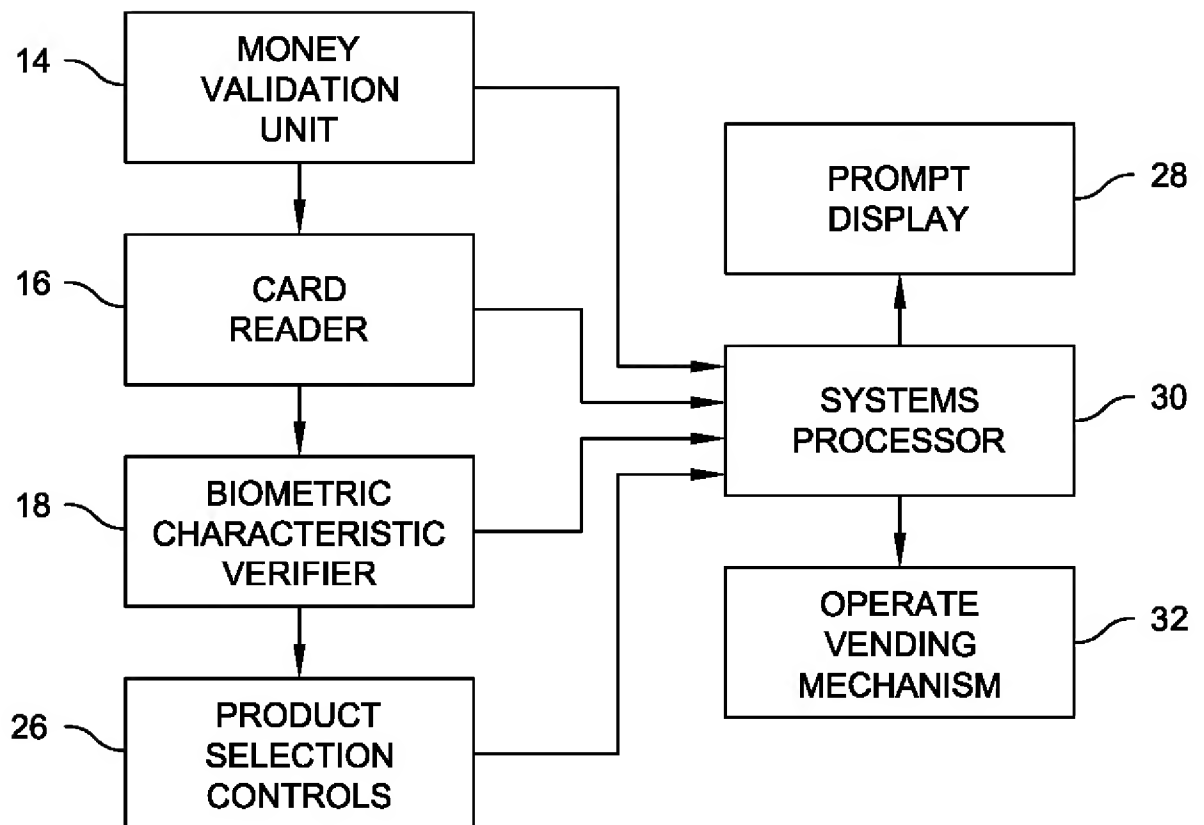 14
MONEY
VALIDATION
UNIT
16
CARD
READER
18
BIOMETRIC
CHARACTERISTIC
VERIFIER
26
PRODUCT
SELECTION
CONTROLS
PROMPT
DISPLAY
28
SYSTEMS
PROCESSOR
30
OPERATE
VENDING
MECHANISM
32